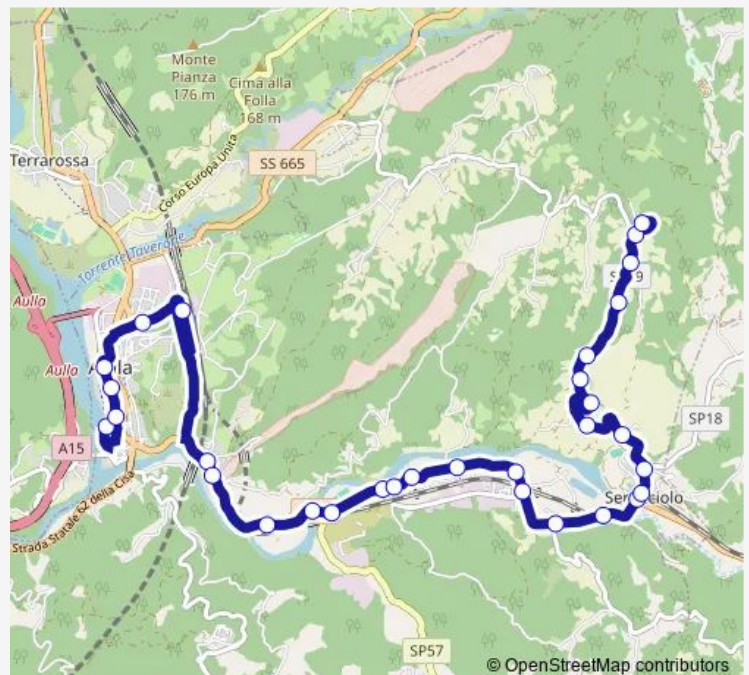 Monte
Pianza
176 m
Cima alla
Folla
168 m
Terrarossa
Corso Europa Unita
SS 665
Torrente Taverone
Aulla
Aulla
A15
SP18
Strada Statale 62 della Cisa
SP57
© OpenStreetMap contributors